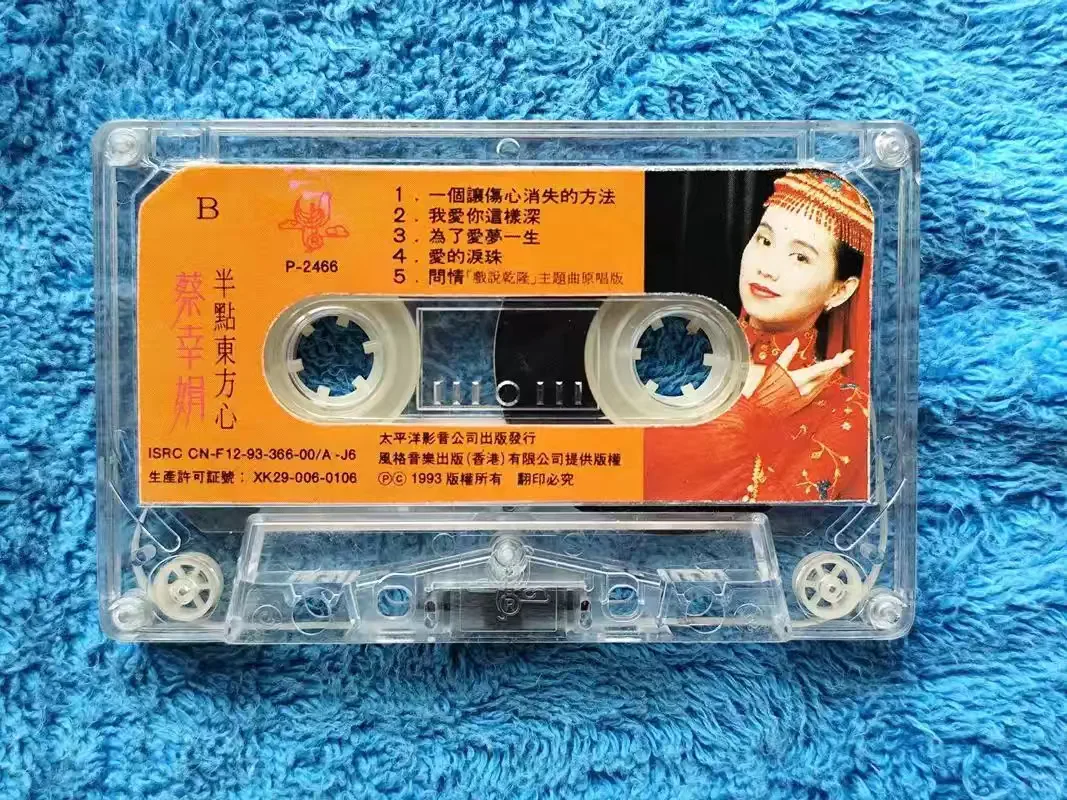 B
P-2466
1．一個讓傷心消失的方法
2．我愛你這樣深
3．為了愛夢一生
4．愛的淚珠
5．問情「戲說乾隆」主題曲原唱版
半點東方心
蔡幸娟
ISRC CN-F12-93-366-00/A·J6
生產許可証號：XK29-006-0106
太平洋影音公司出版發行
風格音樂出版(香港)有限公司提供版權
ⓅⒸ 1993 版權所有 翻印必究
®